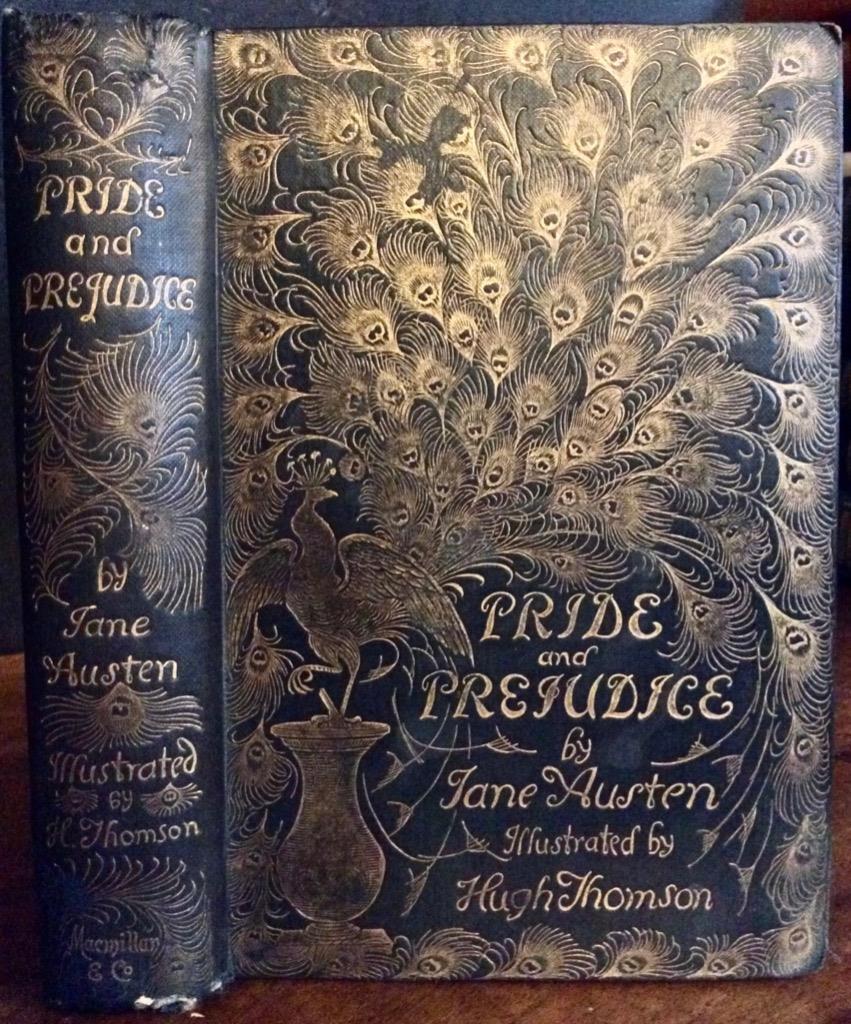 PRIDE
and
PREJUDICE
by
Jane
Austen
Illustrated
by
H. Thomson
Macmillan
& Co
PRIDE
and
PREJUDICE
by
Jane Austen
Illustrated by
Hugh Thomson